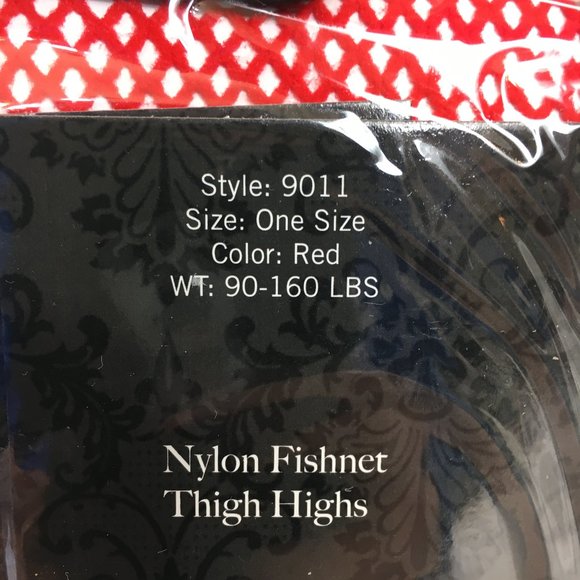 Style: 9011
Size: One Size
Color: Red
WT: 90-160 LBS
Nylon Fishnet
Thigh Highs